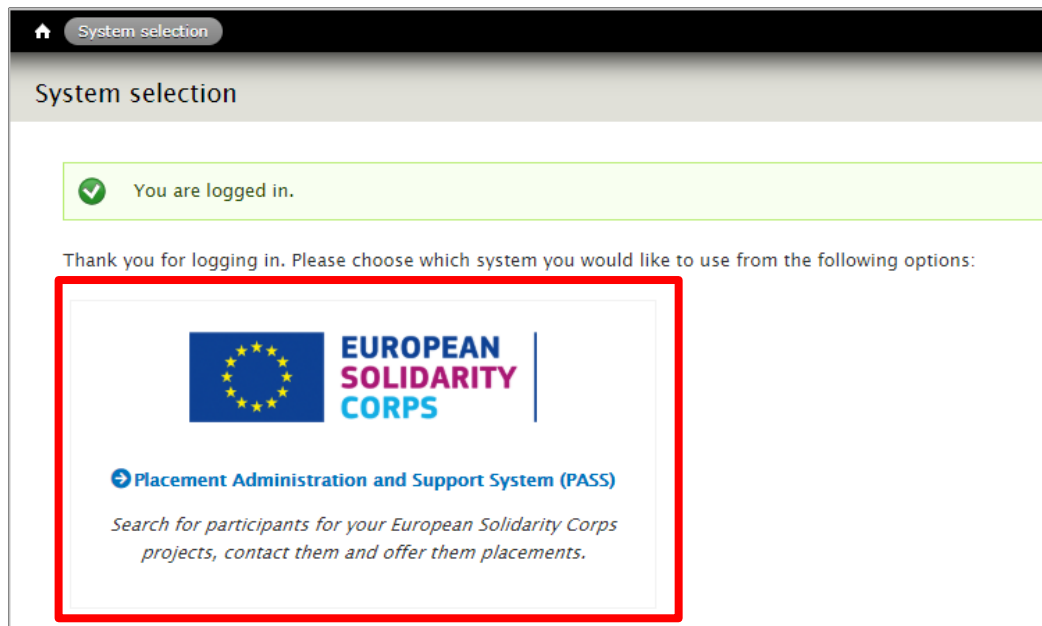 System selection
System selection
You are logged in.
Thank you for logging in. Please choose which system you would like to use from the following options:
EUROPEAN
SOLIDARITY
CORPS
Placement Administration and Support System (PASS)
Search for participants for your European Solidarity Corps
projects, contact them and offer them placements.